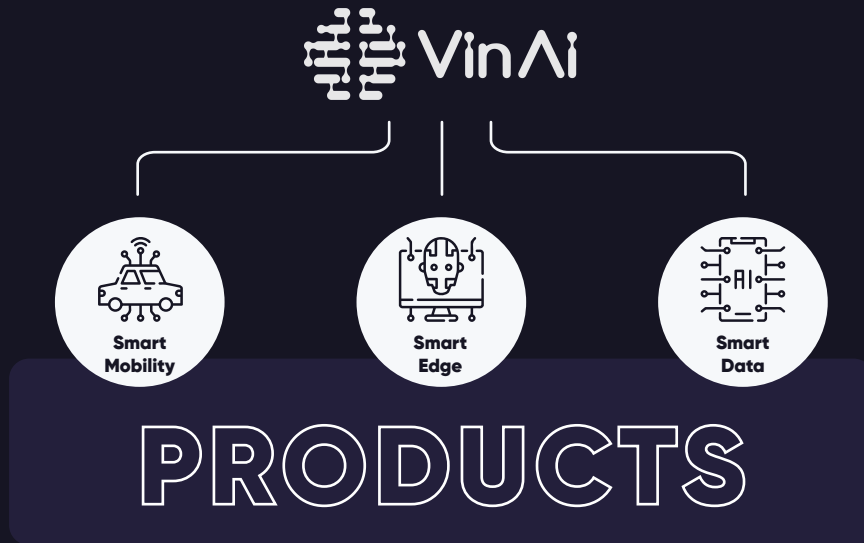 VinAi
AI
Smart
Mobility
Smart
Edge
Smart
Data
PRODUCTS